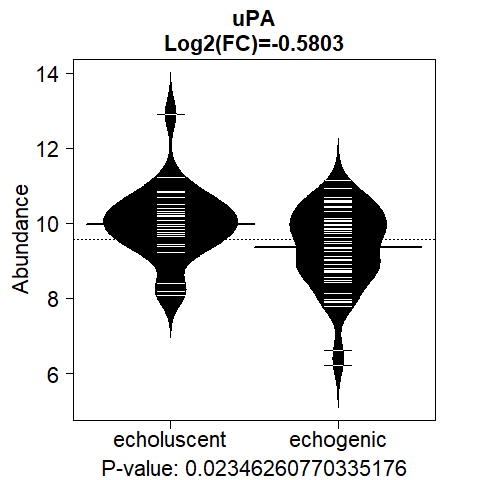 uPA
Log2(FC)=-0.5803
14
12
10
8
6
Abundance
echoluscent echogenic
P-value: 0.02346260770335176